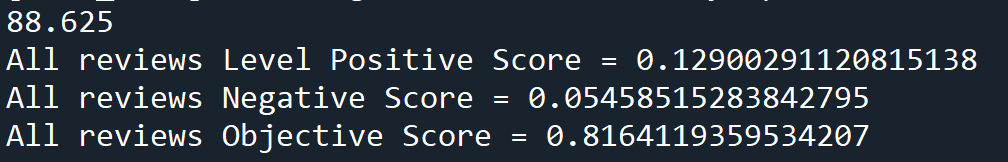 88.625
All reviews Level Positive Score = 0.12900291120815138
All reviews Negative Score = 0.05458515283842795
All reviews Objective Score = 0.8164119359534207